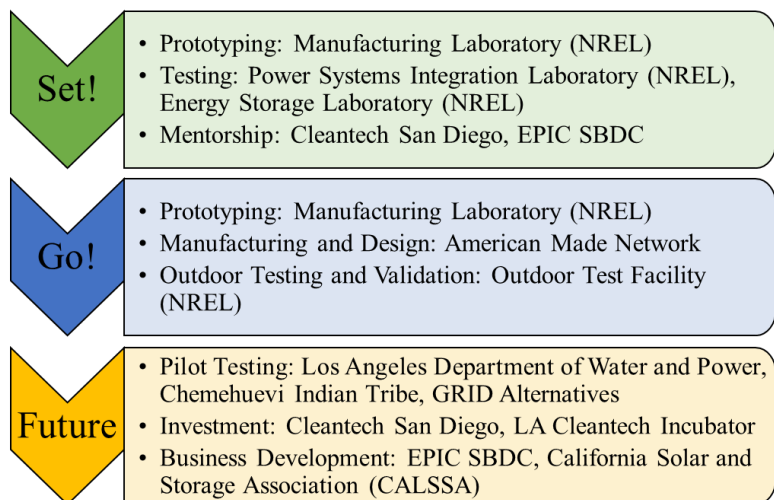 Set!
• Prototyping: Manufacturing Laboratory (NREL)
• Testing: Power Systems Integration Laboratory (NREL),
Energy Storage Laboratory (NREL)
• Mentorship: Cleantech San Diego, EPIC SBDC
Go!
• Prototyping: Manufacturing Laboratory (NREL)
• Manufacturing and Design: American Made Network
• Outdoor Testing and Validation: Outdoor Test Facility
(NREL)
Future
• Pilot Testing: Los Angeles Department of Water and Power,
Chemehuevi Indian Tribe, GRID Alternatives
• Investment: Cleantech San Diego, LA Cleantech Incubator
• Business Development: EPIC SBDC, California Solar and
Storage Association (CALSSA)